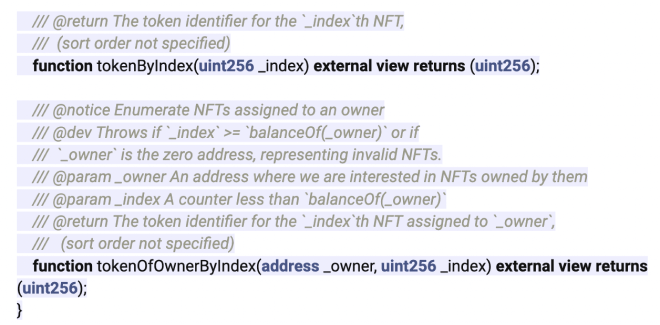 /// @return The token identifier for the `_index`th NFT,
/// (sort order not specified)
function tokenByIndex(uint256 _index) external view returns (uint256);
/// @notice Enumerate NFTs assigned to an owner
/// @dev Throws if `_index` >= `balanceOf(_owner)` or if
/// `_owner` is the zero address, representing invalid NFTs.
/// @param _owner An address where we are interested in NFTs owned by them
/// @param _index A counter less than `balanceOf(_owner)`
/// @return The token identifier for the `_index`th NFT assigned to `_owner`,
/// (sort order not specified)
function tokenOfOwnerByIndex(address _owner, uint256 _index) external view returns
(uint256);
}